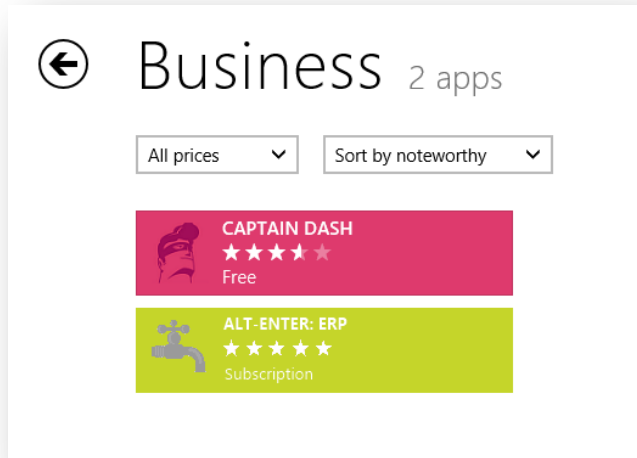 Business 2 apps
All prices Sort by noteworthy
CAPTAIN DASH
Free
ALT-ENTER: ERP
Subscription